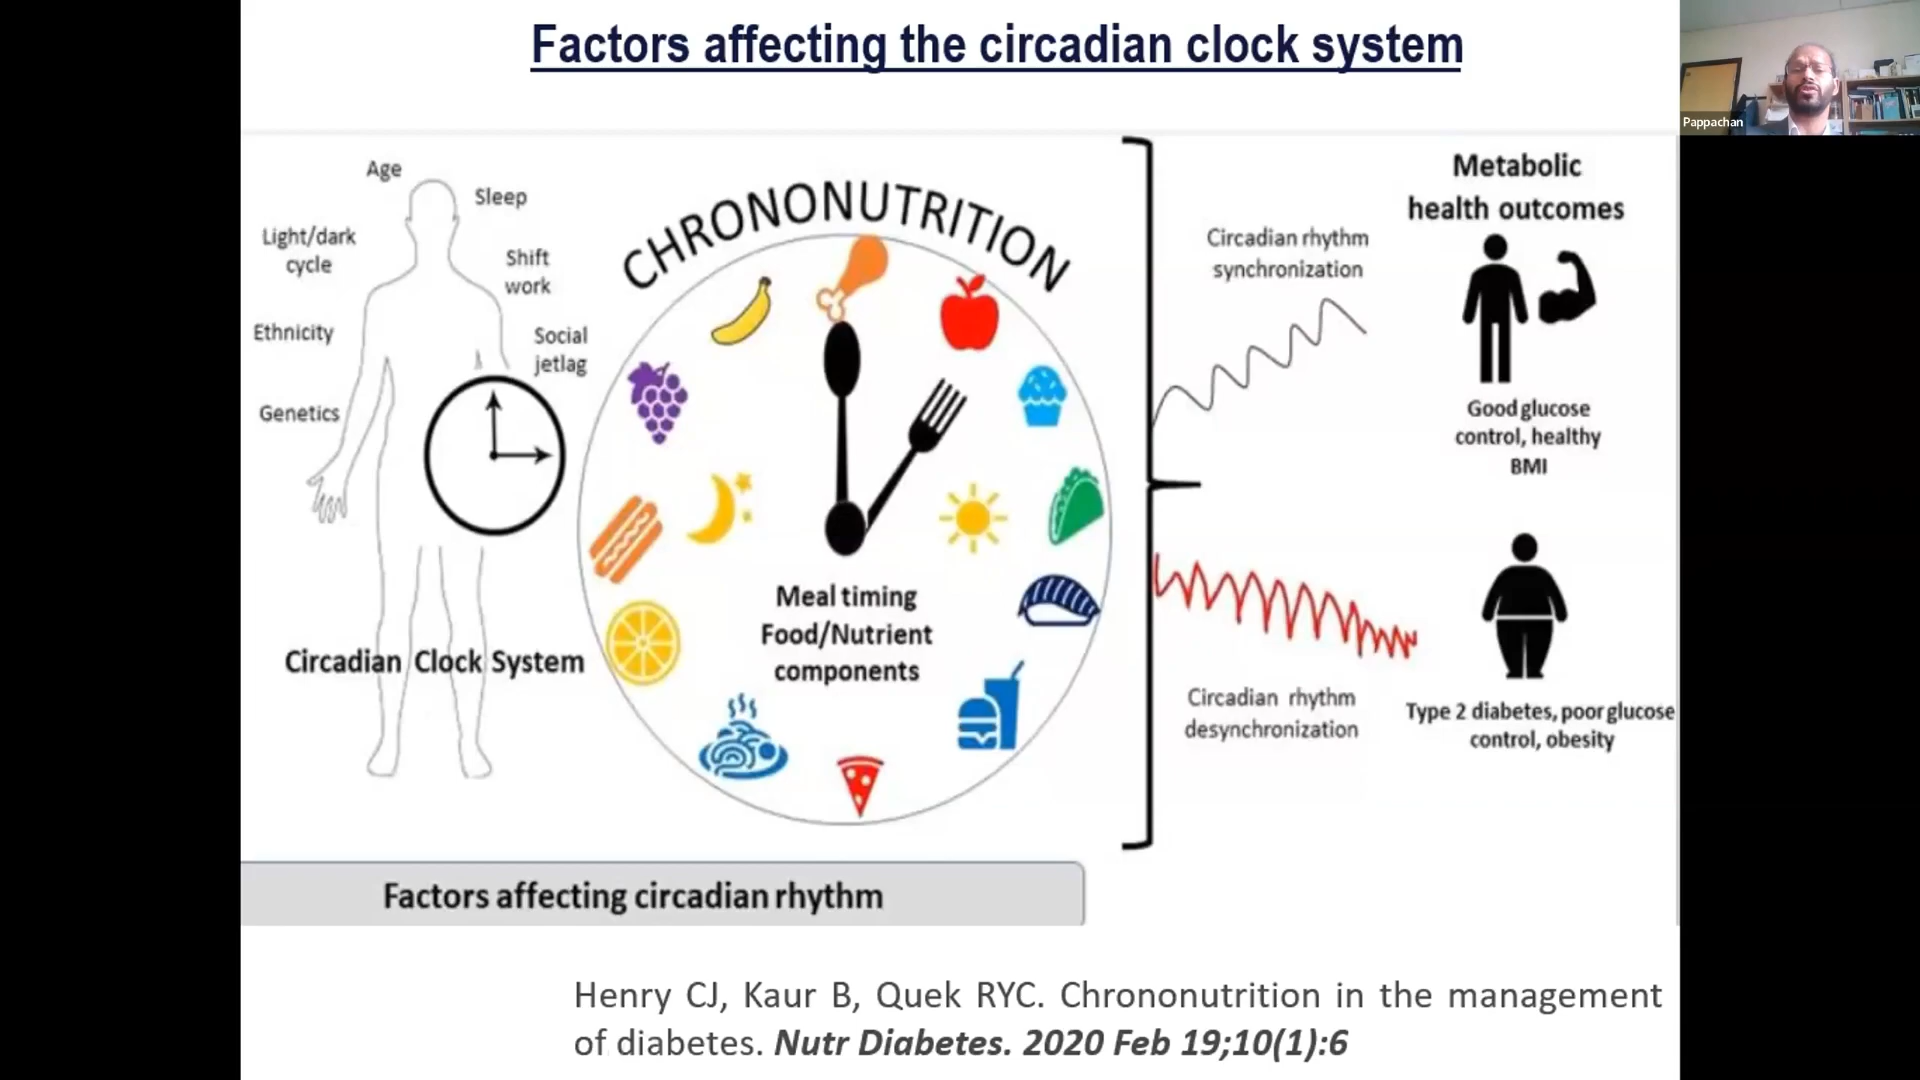 Factors affecting the circadian clock system
Pappachan
Age
Sleep
Light/dark
cycle
Shift
work
Ethnicity
Social
jetlag
Genetics
Circadian Clock System
CHRONONUTRITION
Meal timing
Food/Nutrient
components
Circadian rhythm
synchronization
Metabolic
health outcomes
Good glucose
control, healthy
BMI
Circadian rhythm
desynchronization
Type 2 diabetes, poor glucose
control, obesity
Factors affecting circadian rhythm
Henry CJ, Kaur B, Quek RYC. Chrononutrition in the management
of diabetes. Nutr Diabetes. 2020 Feb 19;10(1):6